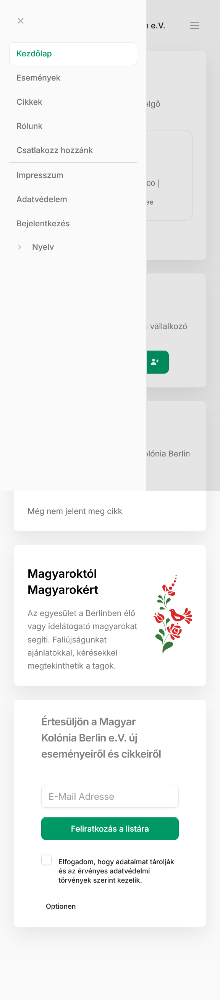 e.V.
Kezdőlap
Események
Cikkek
Rólunk
Csatlakozz hozzánk
Impresszum
Adatvédelem
Bejelentkezés
Nyelv
00 |
vállalkozó
Berlin
Még nem jelent meg cikk
Magyaroktól
Magyarokért
Az egyesület a Berlinben élő
vagy idelátogató magyarokat
segíti. Faliújságunkat
ajánlatokkal, kérésekkel
megtekinthetik a tagok.
Értesüljön a Magyar
Kolónia Berlin e.V. új
eseményeiről és cikkeiről
E-Mail Adresse
Feliratkozás a listára
Elfogadom, hogy adataimat tárolják
és az érvényes adatvédelmi
törvények szerint kezelik.
Optionen